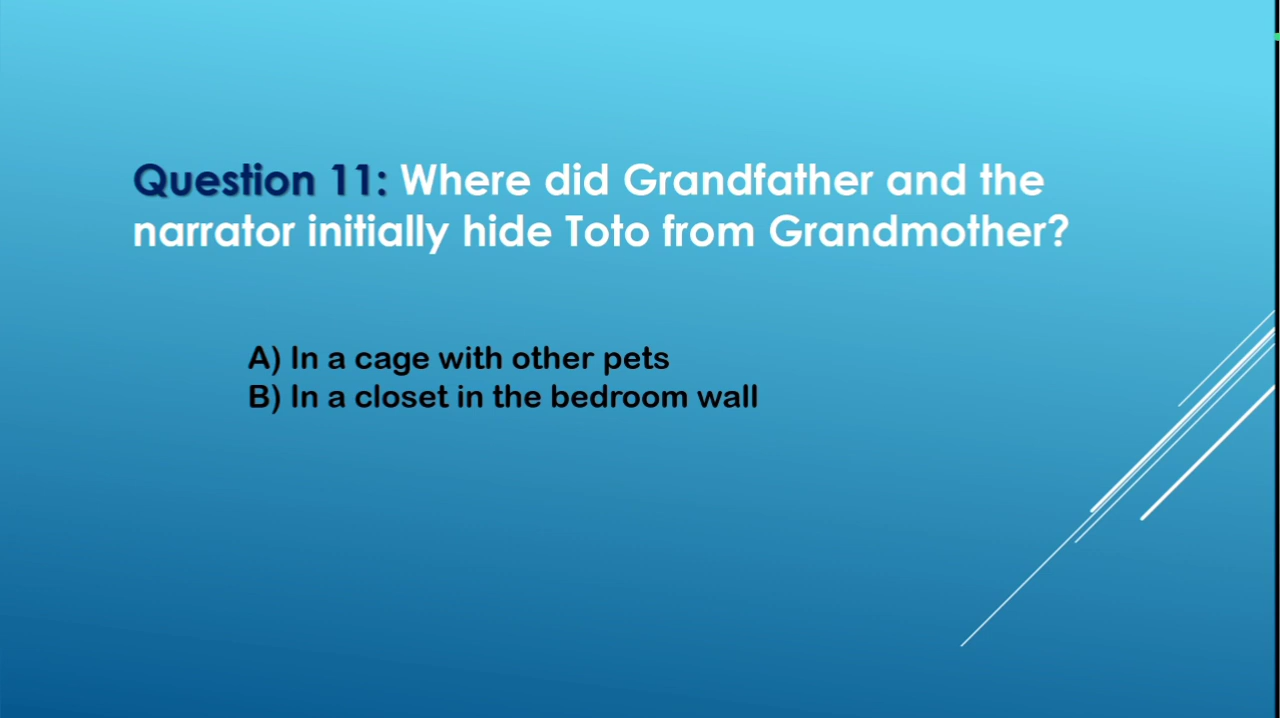 Question 11: Where did Grandfather and the
narrator initially hide Toto from Grandmother?
A) In a cage with other pets
B) In a closet in the bedroom wall